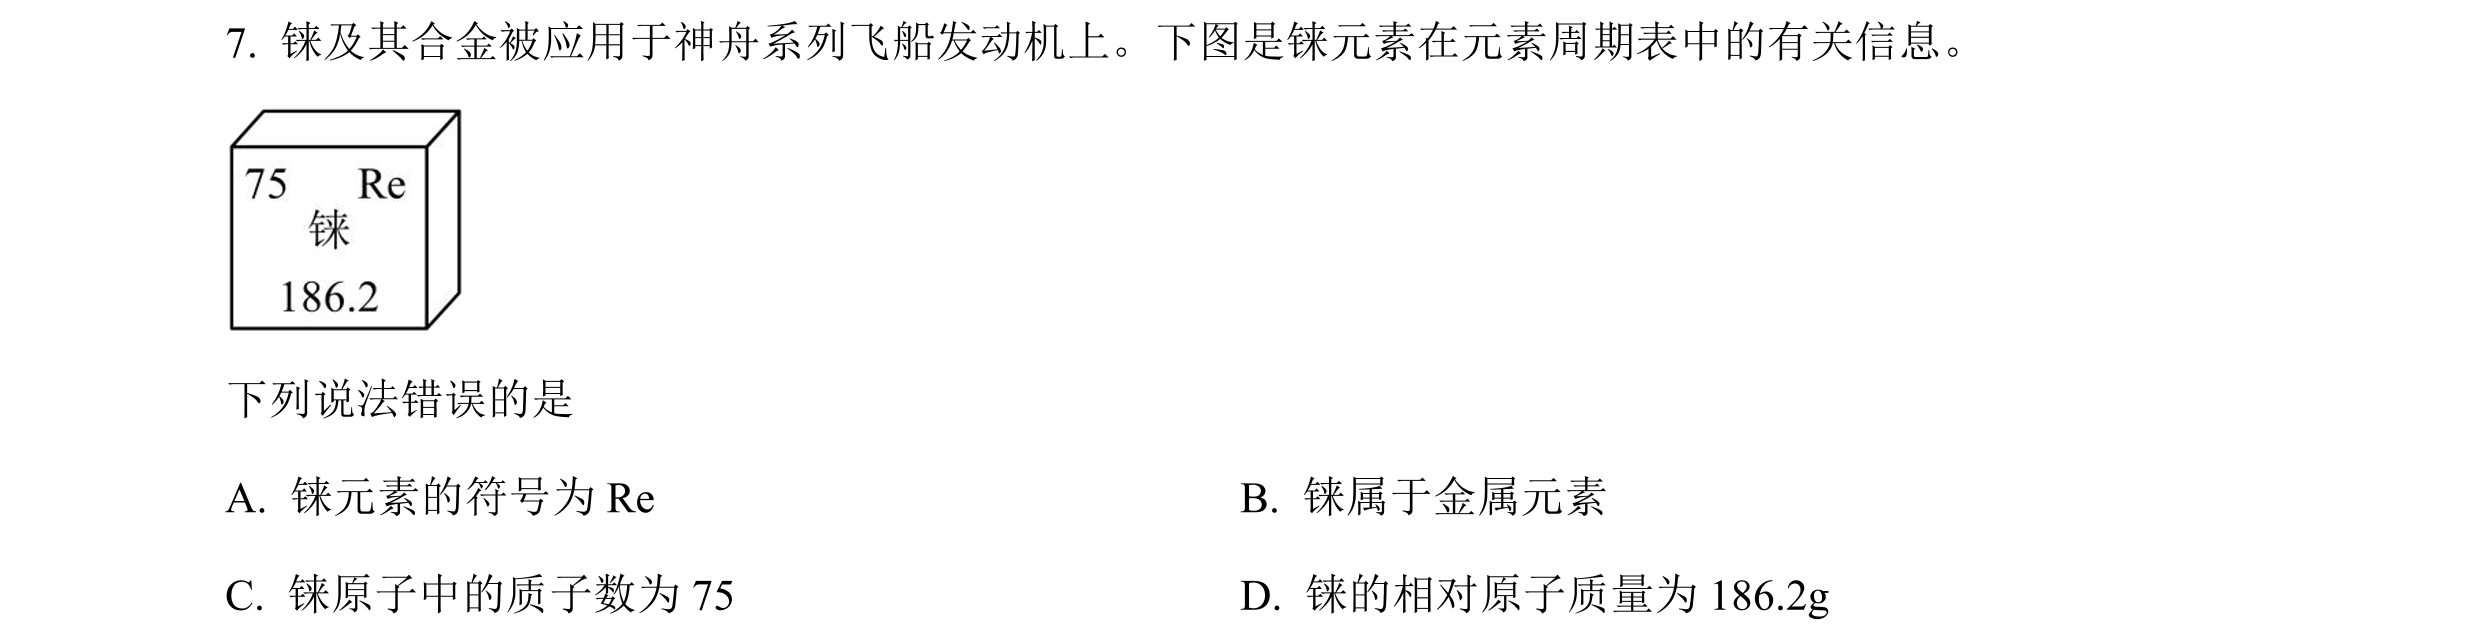 7. 铼及其合金被应用于神舟系列飞船发动机上。下图是铼元素在元素周期表中的有关信息。
75 Re
铼
186.2
下列说法错误的是
A. 铼元素的符号为 Re B. 铼属于金属元素
C. 铼原子中的质子数为 75 D. 铼的相对原子质量为 186.2g